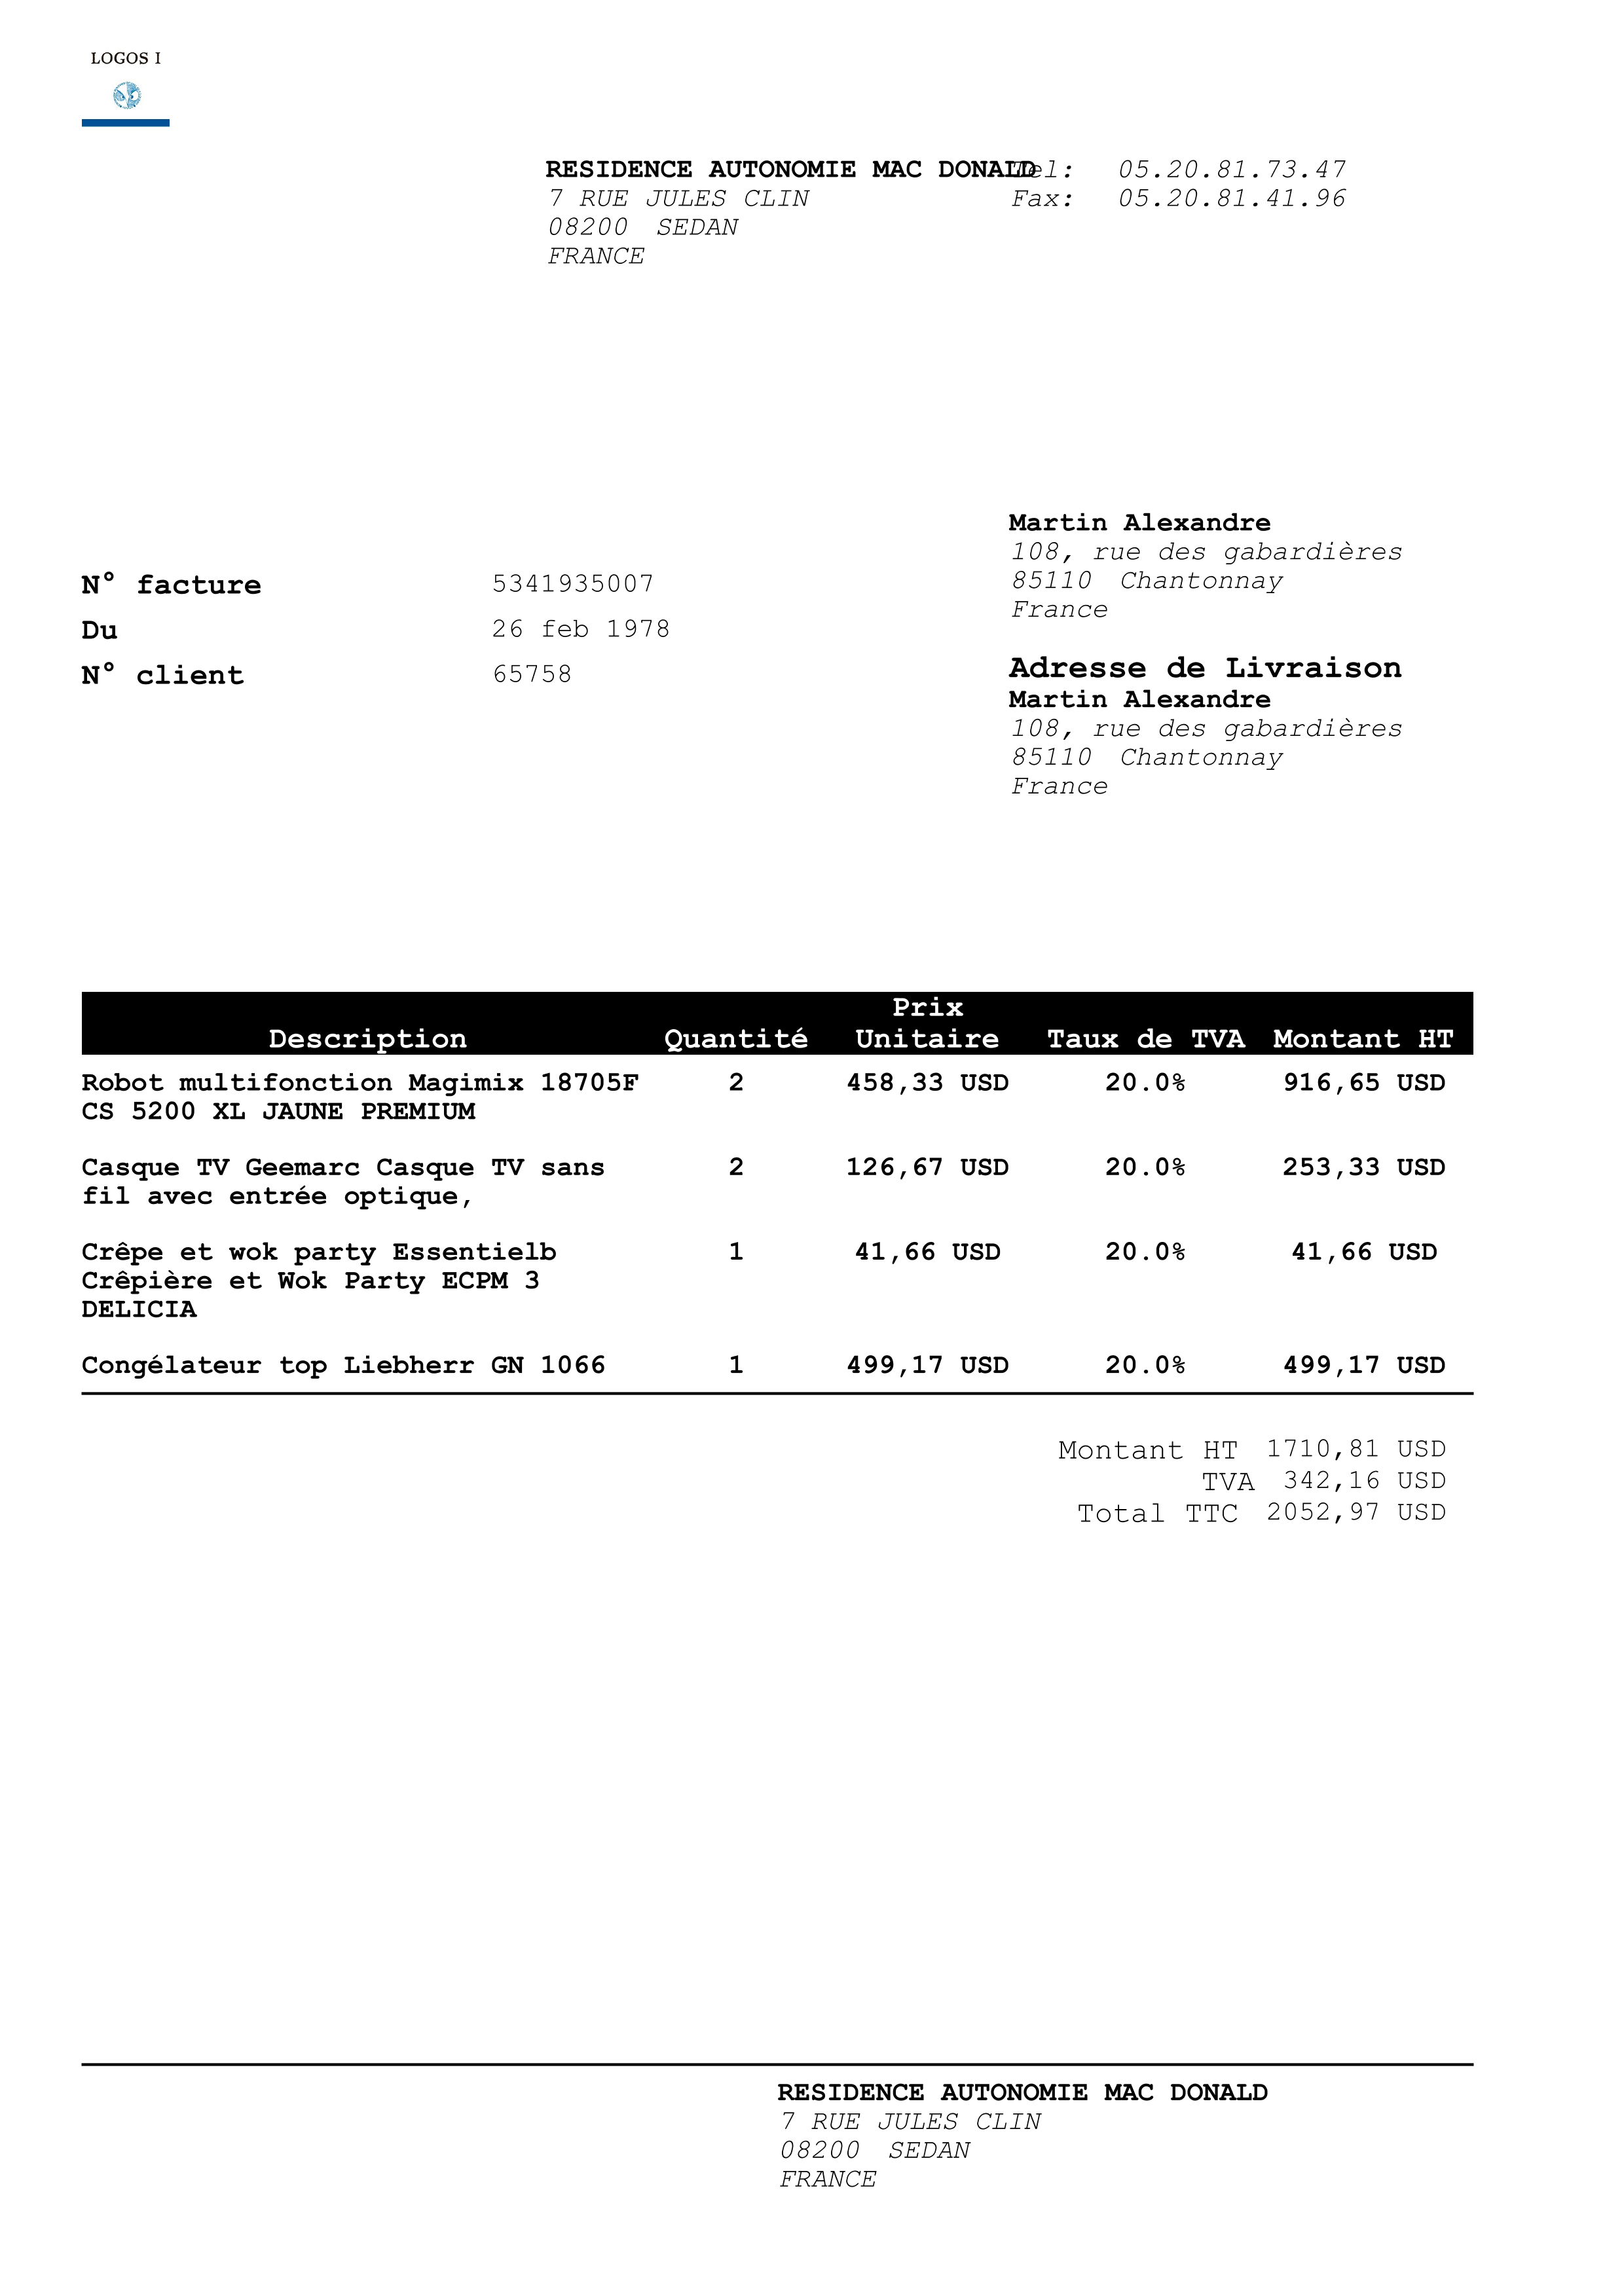 LOGOS I
RESIDENCE AUTONOMIE MAC DONALD Tel: 05.20.81.73.47
7 RUE JULES CLIN Fax: 05.20.81.41.96
08200 SEDAN
FRANCE
Martin Alexandre
108, rue des gabardières
85110 Chantonnay
France
N° facture 5341935007
Du 26 feb 1978
N° client 65758
Adresse de Livraison
Martin Alexandre
108, rue des gabardières
85110 Chantonnay
France
Prix
Description Quantité Unitaire Taux de TVA Montant HT
Robot multifonction Magimix 18705F 2 458,33 USD 20.0% 916,65 USD
CS 5200 XL JAUNE PREMIUM
Casque TV Geemarc Casque TV sans 2 126,67 USD 20.0% 253,33 USD
fil avec entrée optique,
Crêpe et wok party Essentielb 1 41,66 USD 20.0% 41,66 USD
Crêpière et Wok Party ECPM 3
DELICIA
Congélateur top Liebherr GN 1066 1 499,17 USD 20.0% 499,17 USD
Montant HT 1710,81 USD
TVA 342,16 USD
Total TTC 2052,97 USD
RESIDENCE AUTONOMIE MAC DONALD
7 RUE JULES CLIN
08200 SEDAN
FRANCE